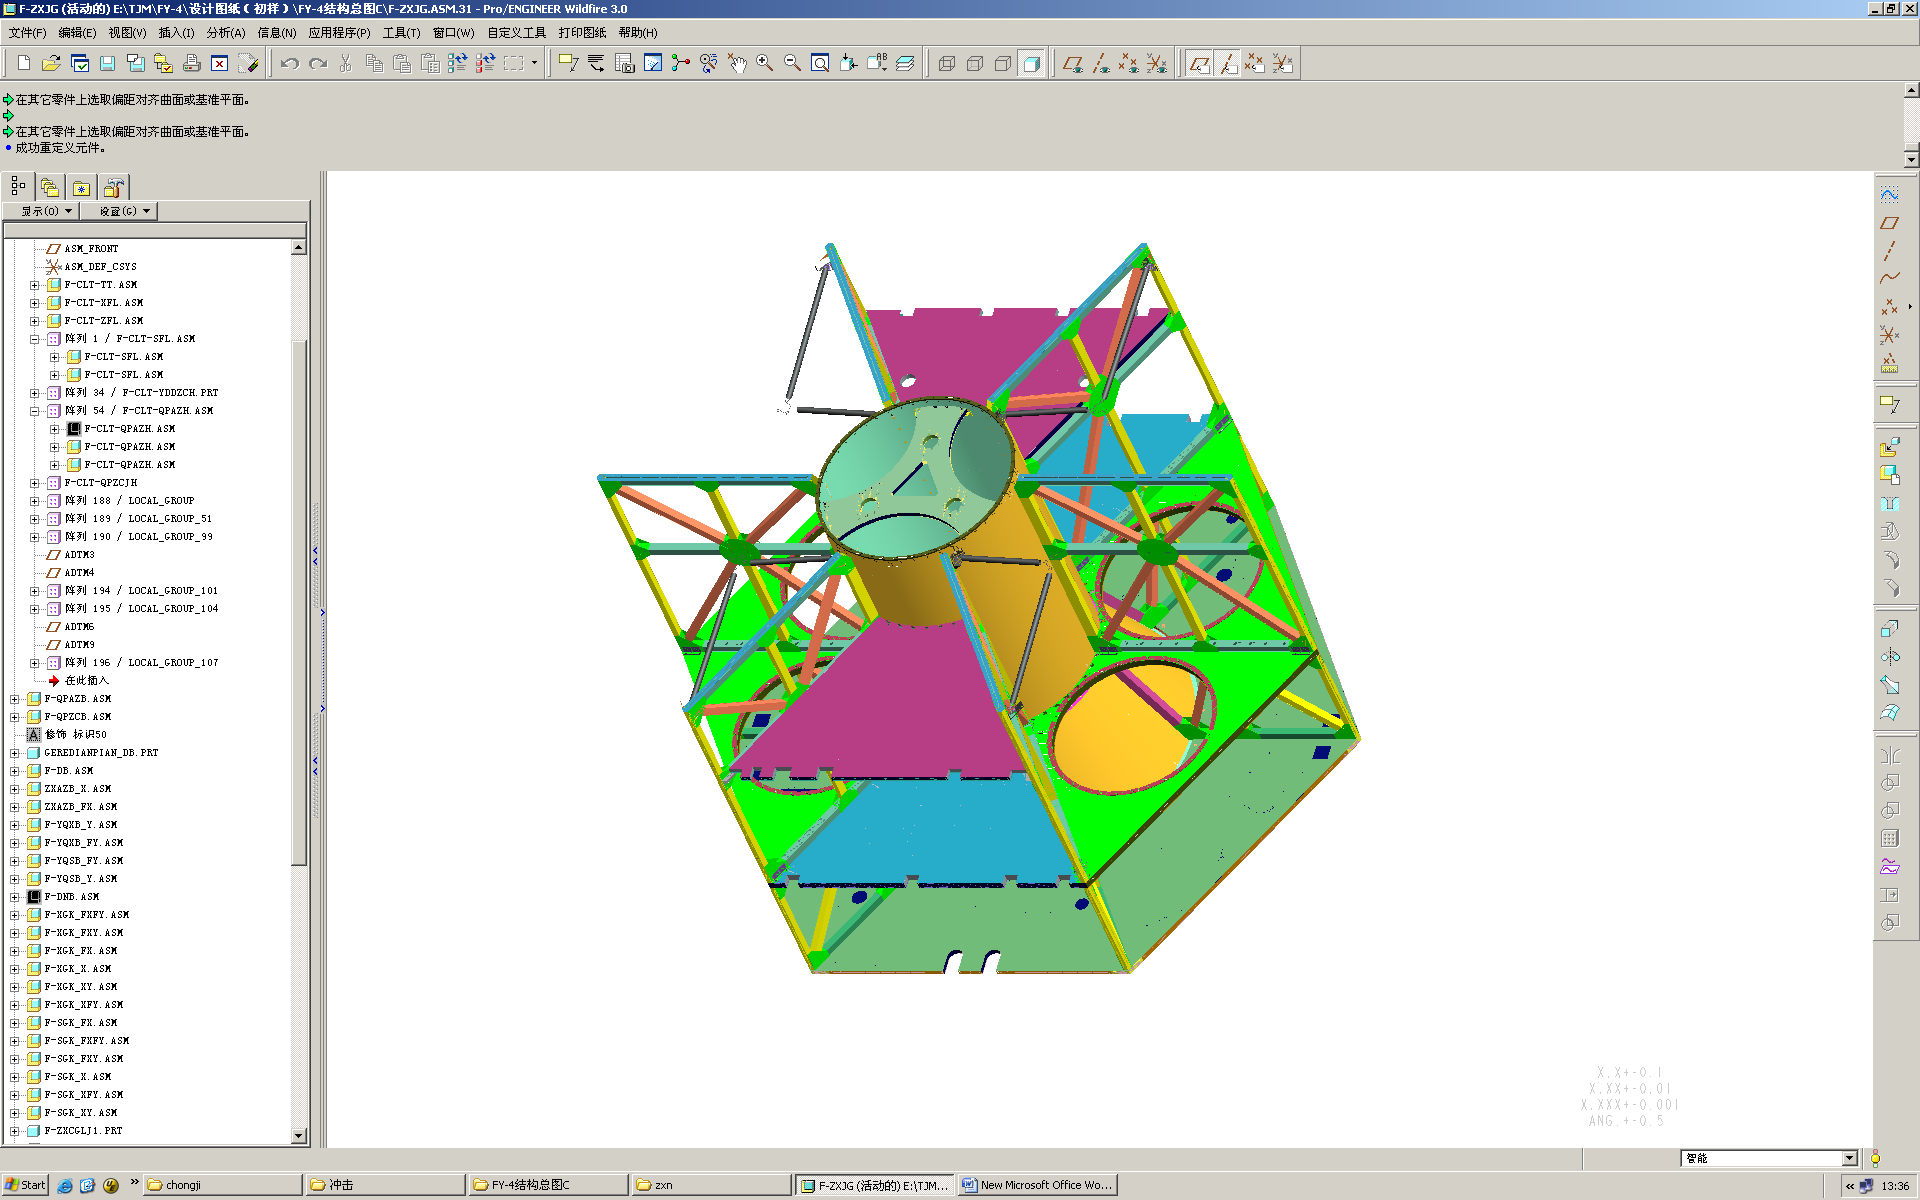 F-ZXJG (活动的) E:\TJM\FY-4\设计图纸(初样)\FY-4结构总图C\F-ZXJG.ASM.31 - Pro/ENGINEER Wildfire 3.0
文件(F) 编辑(E) 视图(V) 插入(I) 分析(A) 信息(N) 应用程序(P) 工具(T) 窗口(W) 自定义工具 打印图纸 帮助(H)
在其它零件上选取偏距对齐曲面或基准平面。
在其它零件上选取偏距对齐曲面或基准平面。
成功重定义元件。
显示(O) 设置(G)
ASM_FRONT
ASM_DEF_CSYS
F-CLT-TT.ASM
F-CLT-XFL.ASM
F-CLT-ZFL.ASM
阵列 1 / F-CLT-SFL.ASM
F-CLT-SFL.ASM
F-CLT-SFL.ASM
阵列 34 / F-CLT-YDDZCH.PRT
阵列 54 / F-CLT-QPAZH.ASM
F-CLT-QPAZH.ASM
F-CLT-QPAZH.ASM
F-CLT-QPAZH.ASM
F-CLT-QPZCJH
阵列 188 / LOCAL_GROUP
阵列 189 / LOCAL_GROUP_51
阵列 190 / LOCAL_GROUP_99
ADTM3
ADTM4
阵列 194 / LOCAL_GROUP_101
阵列 195 / LOCAL_GROUP_104
ADTM6
ADTM9
阵列 196 / LOCAL_GROUP_107
在此插入
F-QPAZB.ASM
F-QPZCB.ASM
修饰 标识50
GEREDIANPIAN_DB.PRT
F-DB.ASM
ZXAZB_X.ASM
ZXAZB_FX.ASM
F-YQXB_Y.ASM
F-YQXB_FY.ASM
F-YQSB_FY.ASM
F-YQSB_Y.ASM
F-DNB.ASM
F-XGK_FXFY.ASM
F-XGK_FXY.ASM
F-XGK_FX.ASM
F-XGK_X.ASM
F-XGK_XY.ASM
F-XGK_XFY.ASM
F-SGK_FX.ASM
F-SGK_FXFY.ASM
F-SGK_FXY.ASM
F-SGK_X.ASM
F-SGK_XFY.ASM
F-SGK_XY.ASM
F-ZXCGLJ1.PRT
X.X+-0.1
X.XX+-0.01
X.XXX+-0.001
ANG.+-0.5
智能
Start chongji 冲击 FY-4结构总图C zxn F-ZXJG (活动的) E:\TJM... New Microsoft Office Wo... 13:36